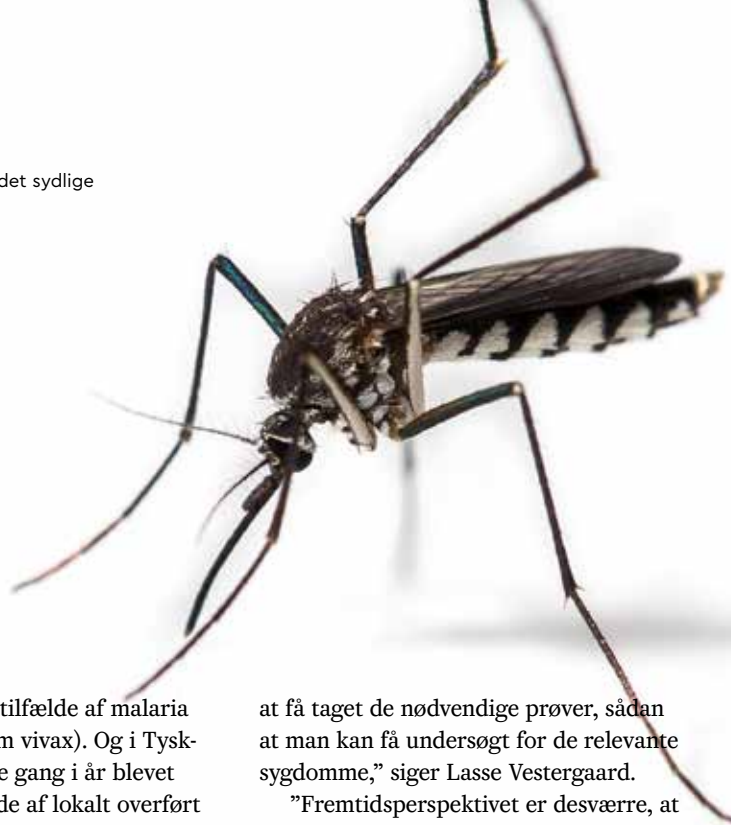 det sydlige
tilfælde af malaria
m vivax). Og i Tysk-
e gang i år blevet
de af lokalt overført
at få taget de nødvendige prøver, sådan
at man kan få undersøgt for de relevante
sygdomme,” siger Lasse Vestergaard.
”Fremtidsperspektivet er desværre, at